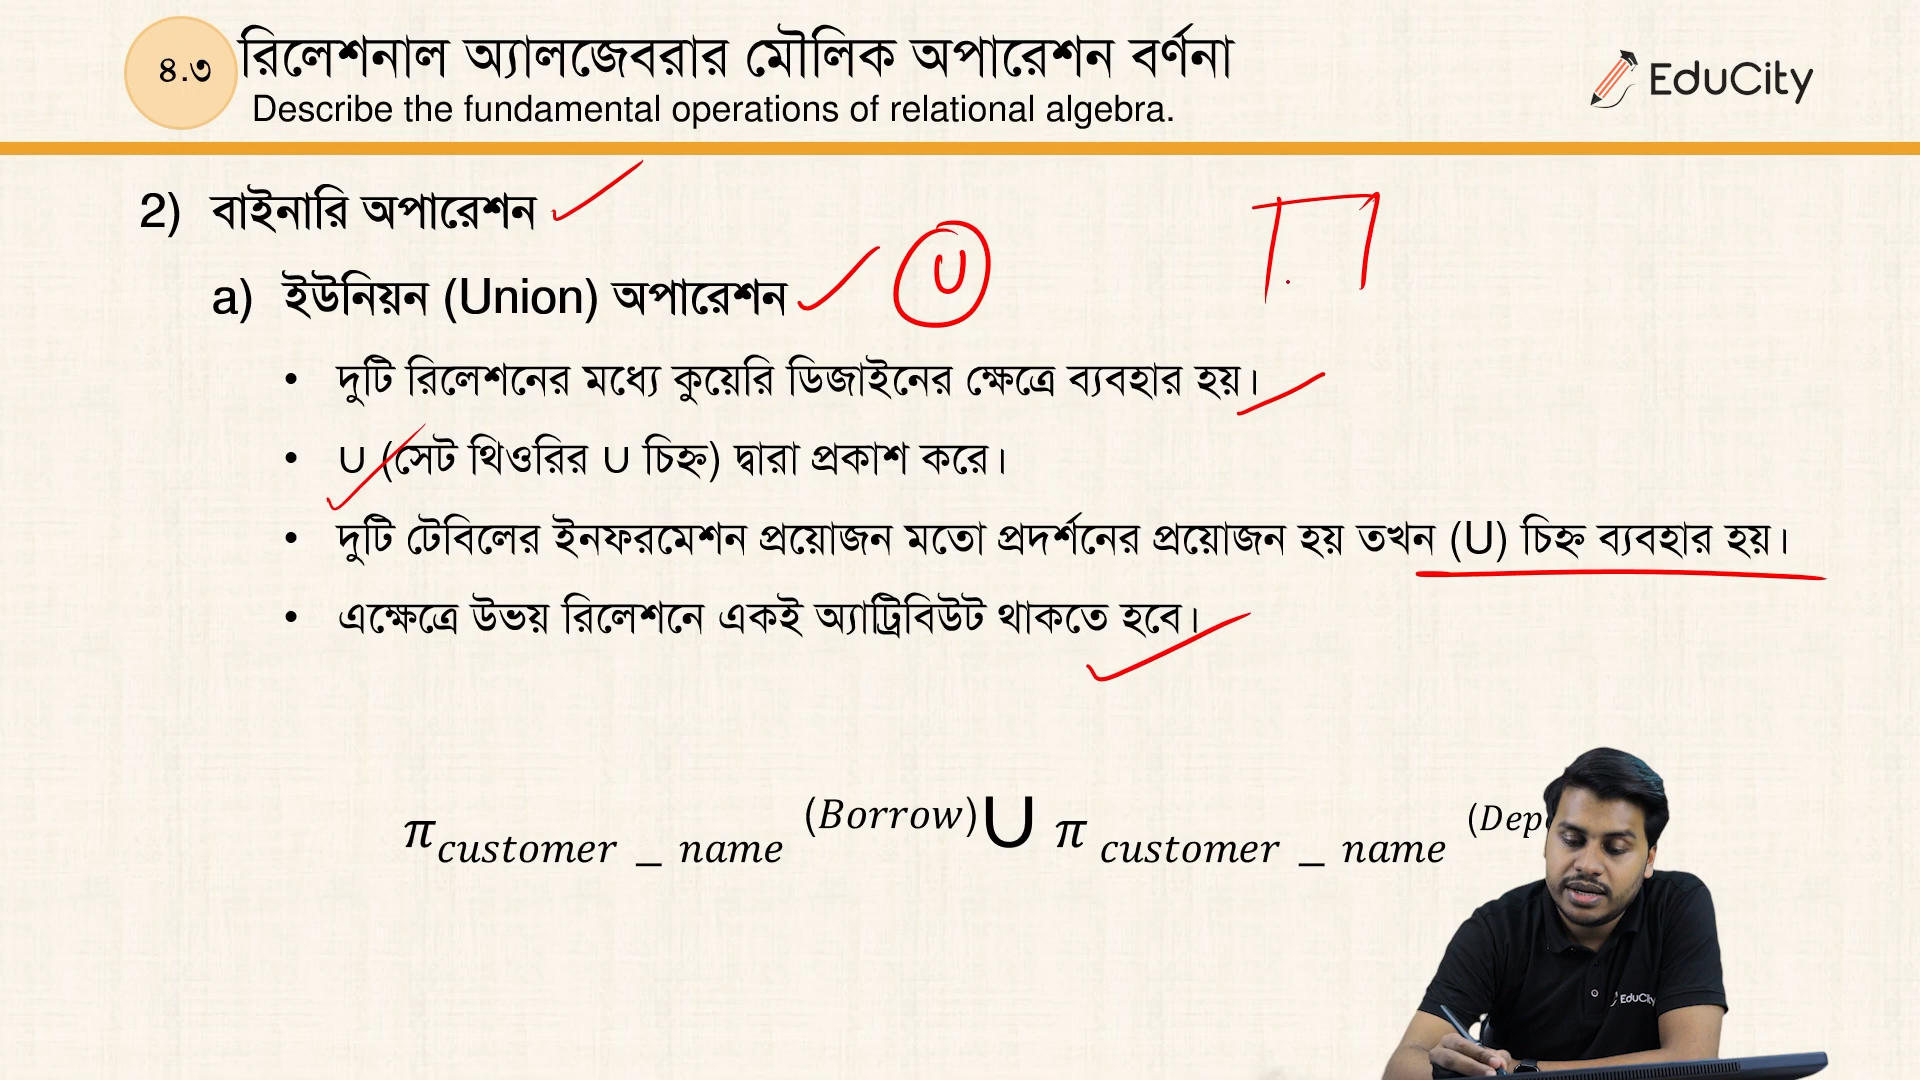 ৪.৩ রিলেশনাল অ্যালজেবরার মৌলিক অপারেশন বর্ণনা
Describe the fundamental operations of relational algebra.
EduCity
2) বাইনারি অপারেশন
a) ইউনিয়ন (Union) অপারেশন
U
• দুটি রিলেশনের মধ্যে কুয়েরি ডিজাইনের ক্ষেত্রে ব্যবহার হয়।
• ∪ (সেট থিওরির ∪ চিহ্ন) দ্বারা প্রকাশ করে।
• দুটি টেবিলের ইনফরমেশন প্রয়োজন মতো প্রদর্শনের প্রয়োজন হয় তখন (U) চিহ্ন ব্যবহার হয়।
• এক্ষেত্রে উভয় রিলেশনে একই অ্যাট্রিবিউট থাকতে হবে।
π customer _ name (Borrow) ∪ π customer _ name (Dep
EduCity